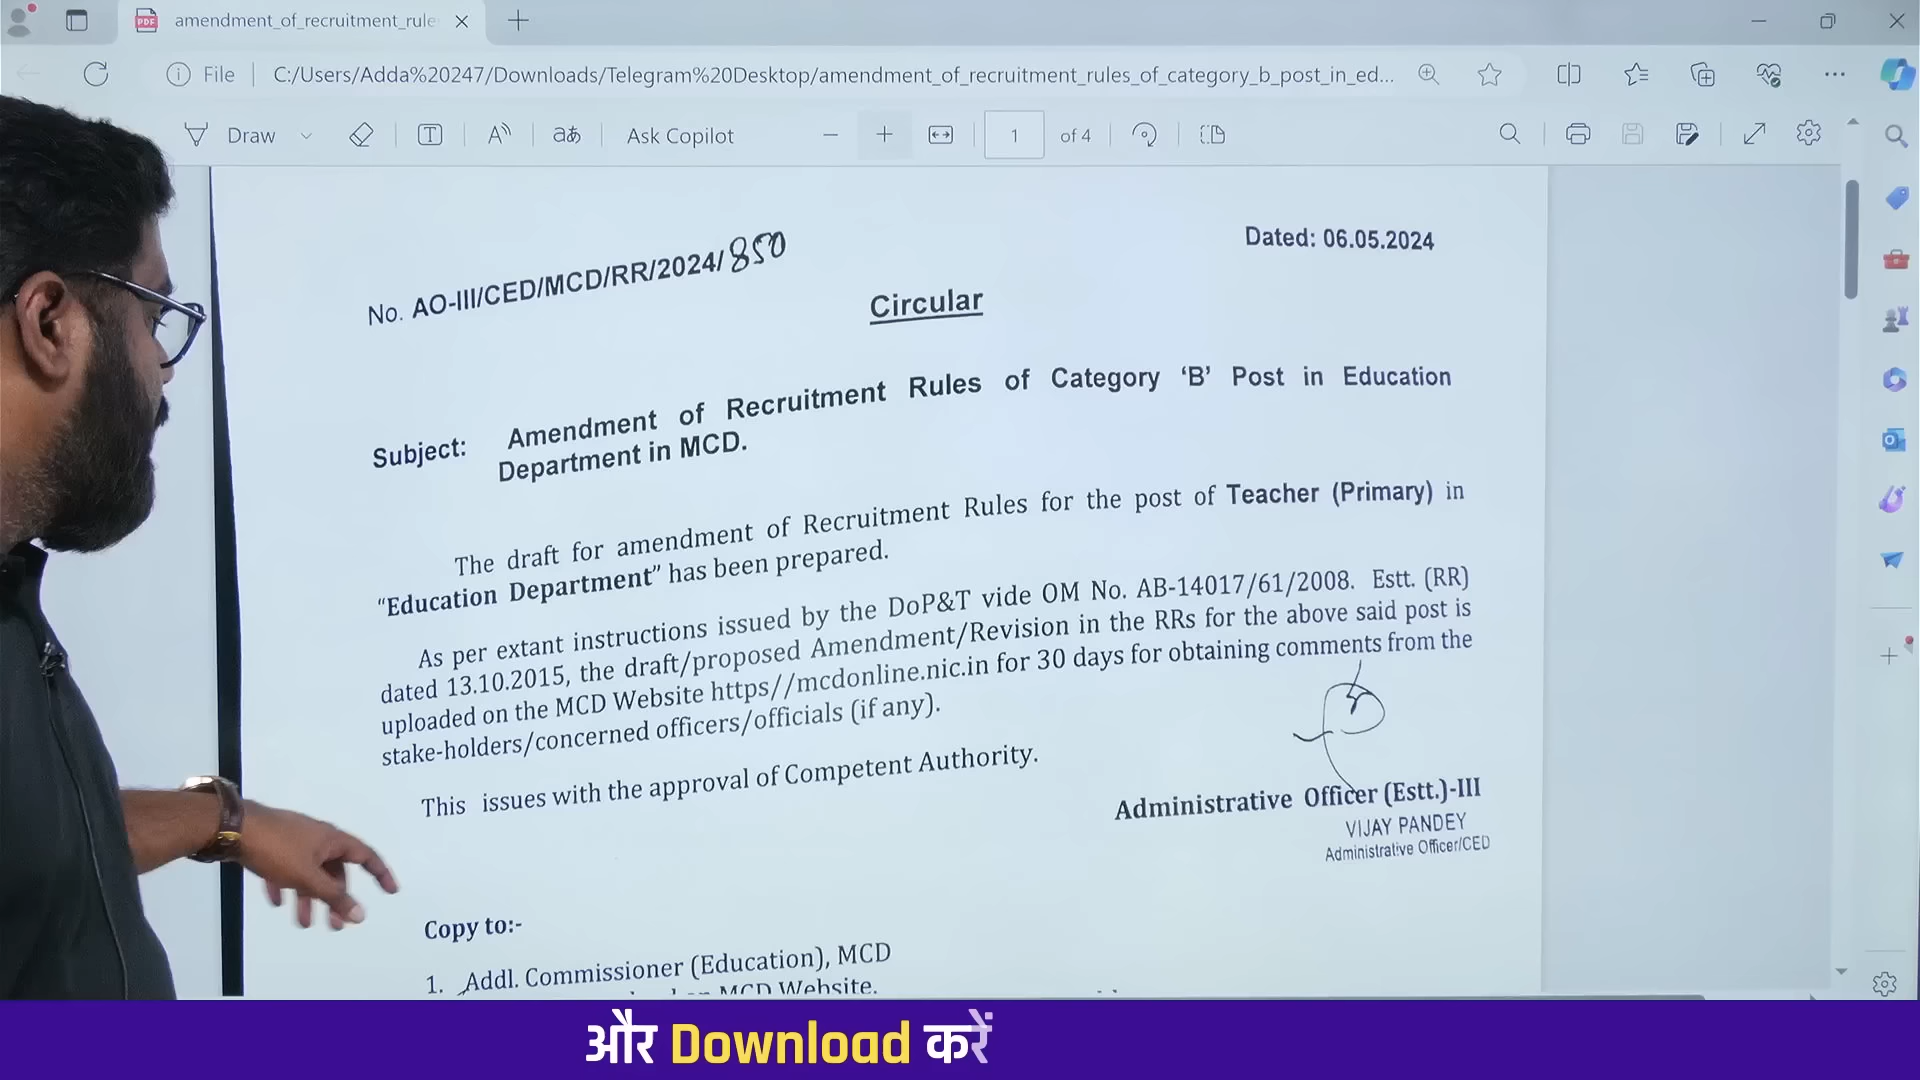 amendment_of_recruitment_rule
File
C:/Users/Adda%20247/Downloads/Telegram%20Desktop/amendment_of_recruitment_rules_of_category_b_post_in_ed...
Draw
Ask Copilot
1 of 4
No. AO-III/CED/MCD/RR/2024/850
Dated: 06.05.2024
Circular
Subject: Amendment of Recruitment Rules of Category ‘B’ Post in Education
Department in MCD.
The draft for amendment of Recruitment Rules for the post of Teacher (Primary) in
“Education Department” has been prepared.
As per extant instructions issued by the DoP&T vide OM No. AB-14017/61/2008. Estt. (RR)
dated 13.10.2015, the draft/proposed Amendment/Revision in the RRs for the above said post is
uploaded on the MCD Website https//mcdonline.nic.in for 30 days for obtaining comments from the
stake-holders/concerned officers/officials (if any).
This issues with the approval of Competent Authority.
Administrative Officer (Estt.)-III
VIJAY PANDEY
Administrative Officer/CED
Copy to:-
1. Addl. Commissioner (Education), MCD
MCD Website.
और Download करें